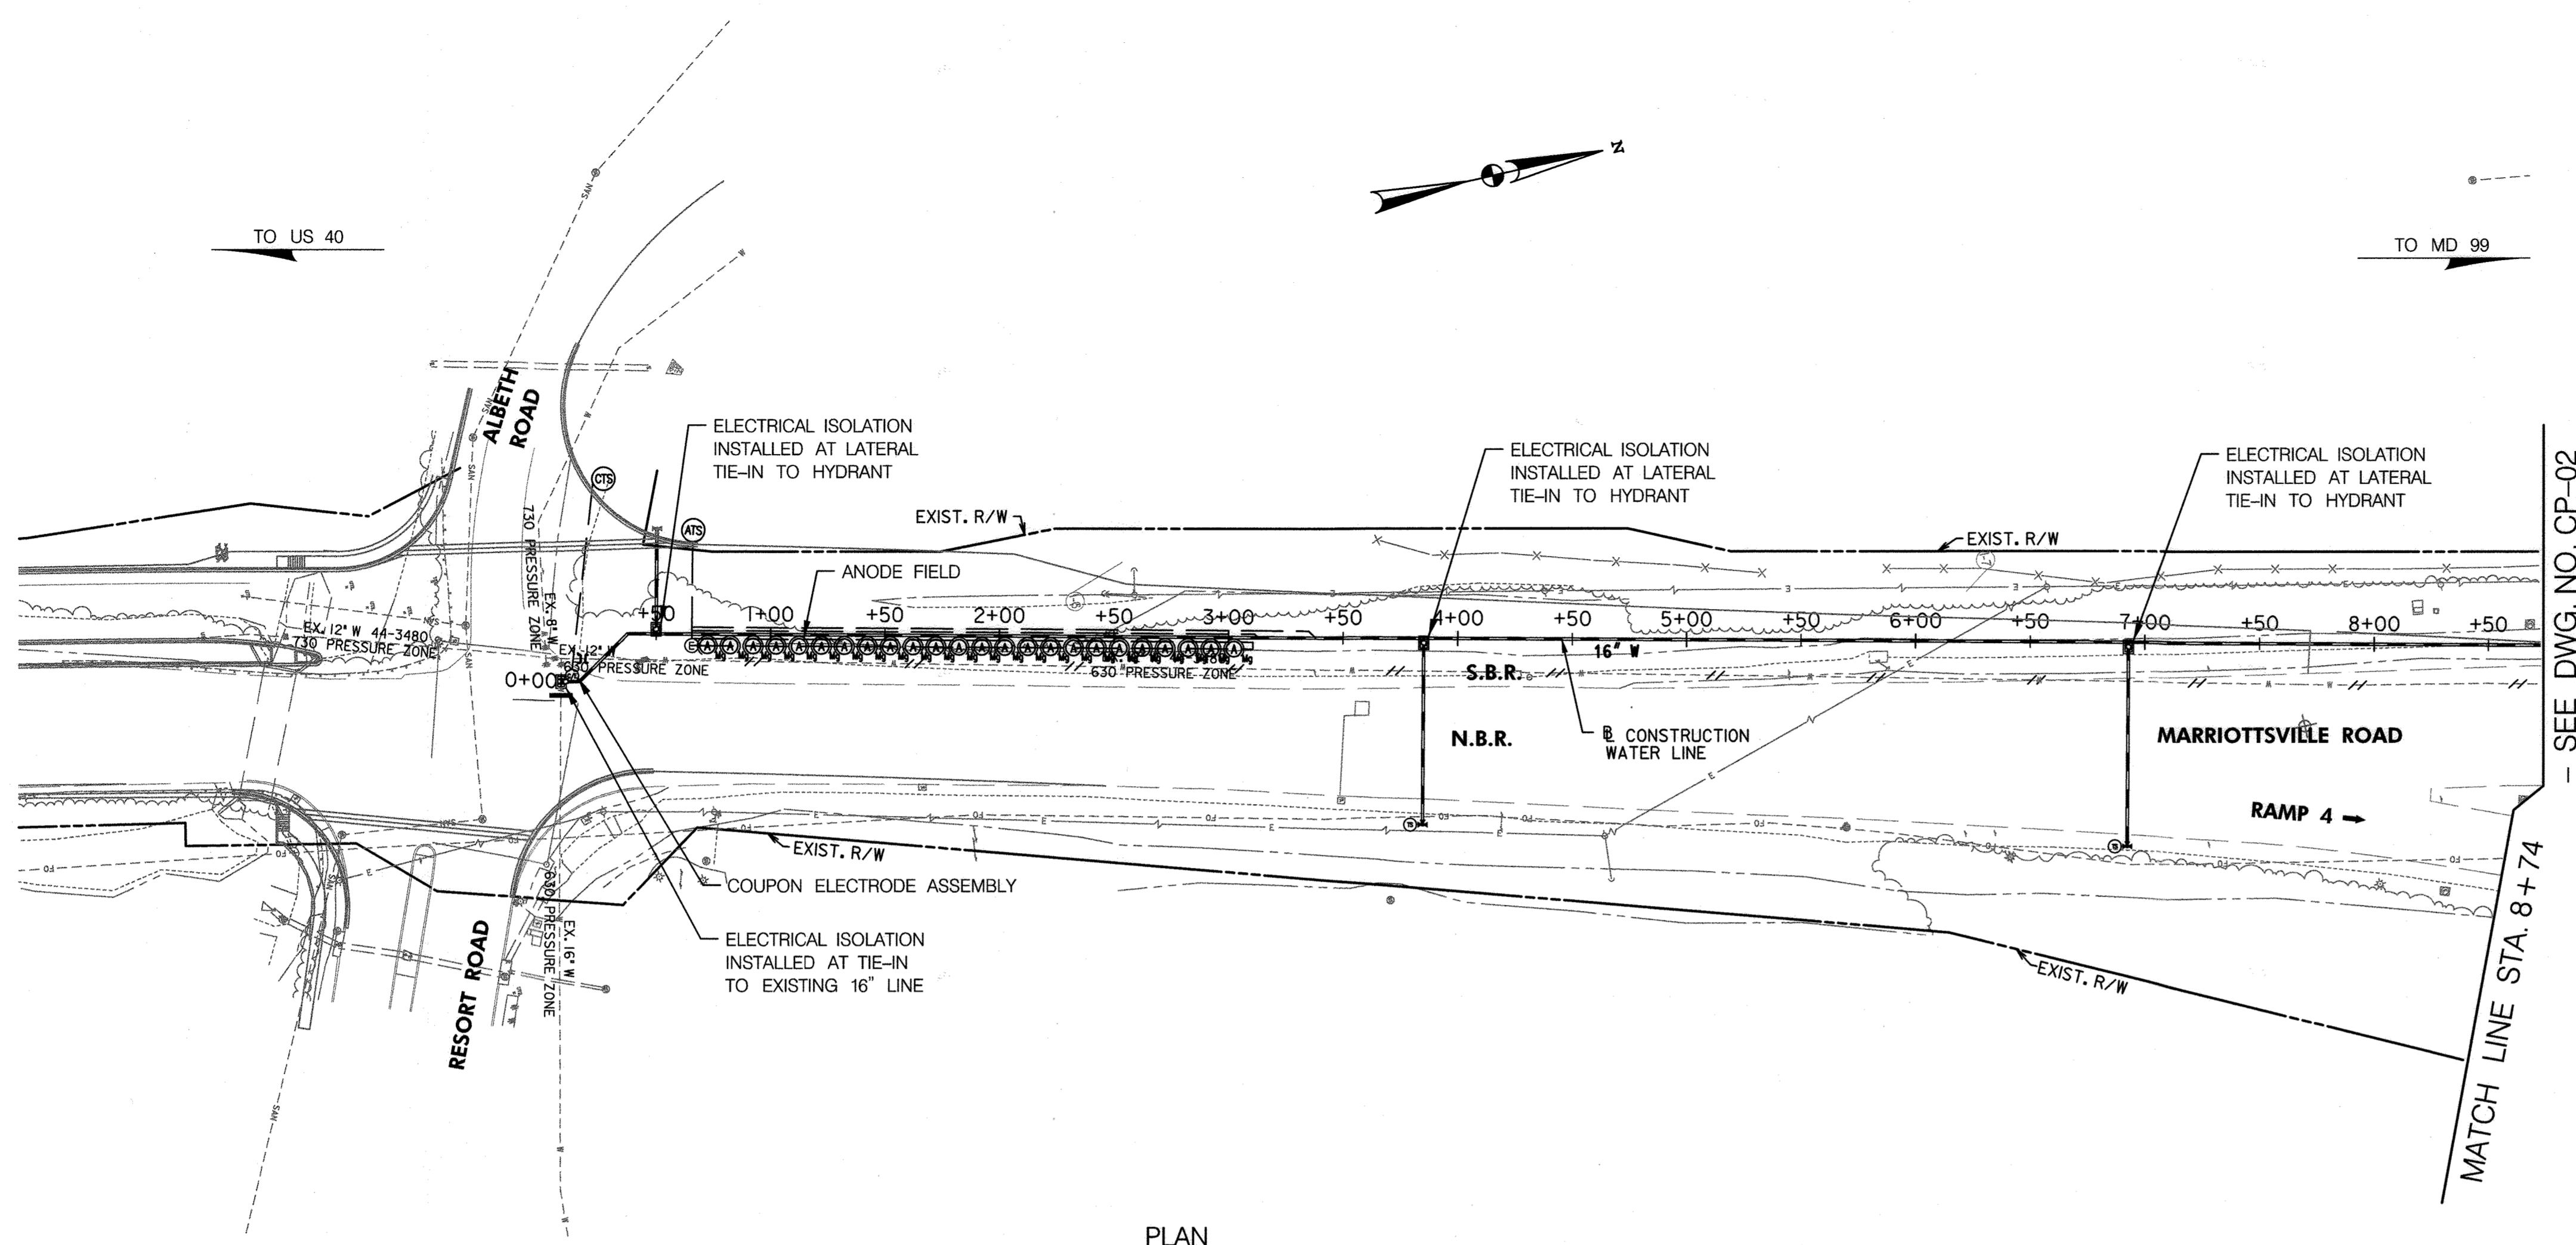 TO US 40
N
TO MD 99
ALBETH
ROAD
ELECTRICAL ISOLATION
INSTALLED AT LATERAL
TIE-IN TO HYDRANT
ELECTRICAL ISOLATION
INSTALLED AT LATERAL
TIE-IN TO HYDRANT
ELECTRICAL ISOLATION
INSTALLED AT LATERAL
TIE-IN TO HYDRANT
CTS
ATS
EXIST. R/W
EXIST. R/W
ANODE FIELD
730 PRESSURE ZONE
EX. 8" W
+50 1+00 +50 2+00 +50 3+00 +50 4+00 +50 5+00 +50 6+00 +50 7+00 +50 8+00 +50
EX. 12" W 44-3480
730 PRESSURE ZONE
EX. 12" W
630 PRESSURE ZONE
630 PRESSURE ZONE
0+00
16" W
S.B.R.
N.B.R.
BL CONSTRUCTION
WATER LINE
MARRIOTTSVILLE ROAD
RAMP 4
EXIST. R/W
COUPON ELECTRODE ASSEMBLY
ELECTRICAL ISOLATION
INSTALLED AT TIE-IN
TO EXISTING 16" LINE
630 PRESSURE ZONE
EX. 16" W
RESORT ROAD
EXIST. R/W
MATCH LINE STA. 8+74
- SEE DWG. NO. CP-02
PLAN